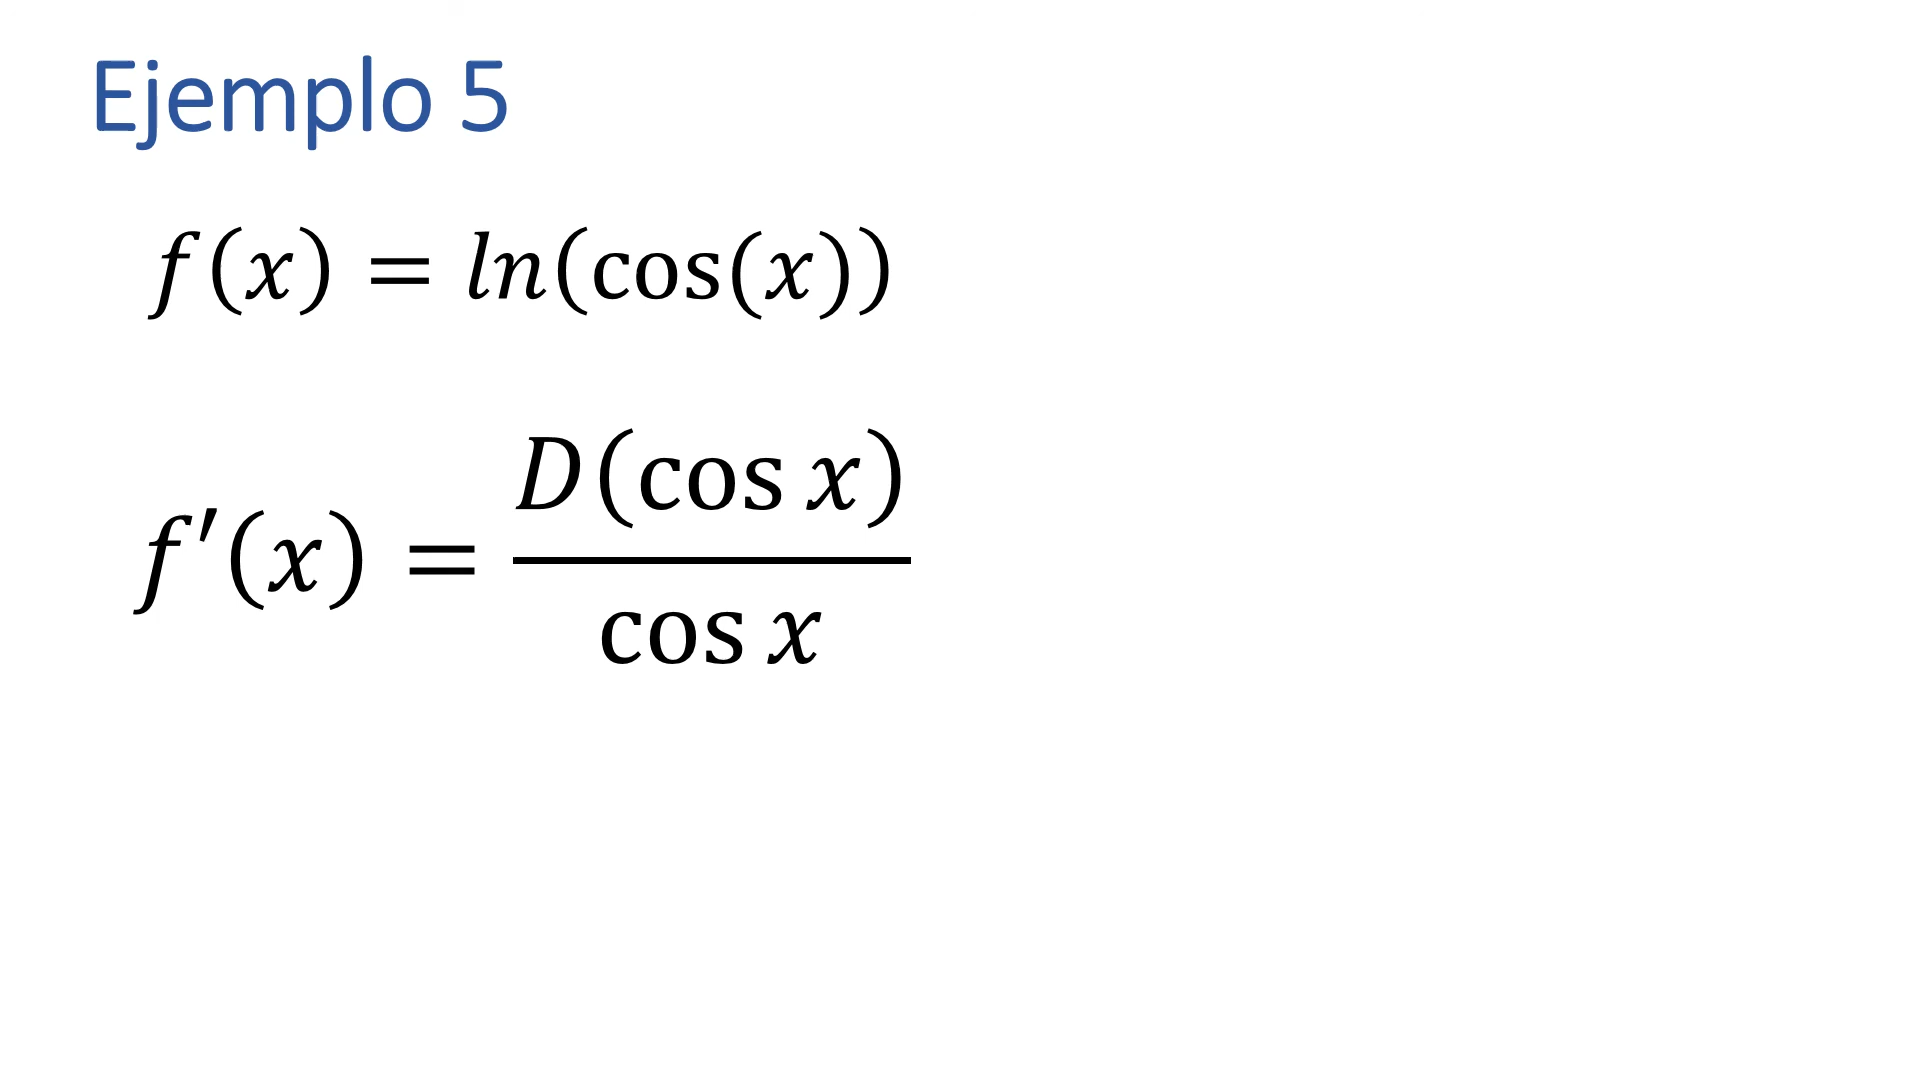 Ejemplo 5
f(x) = ln(cos(x))
f'(x) = D(cos x)
cos x